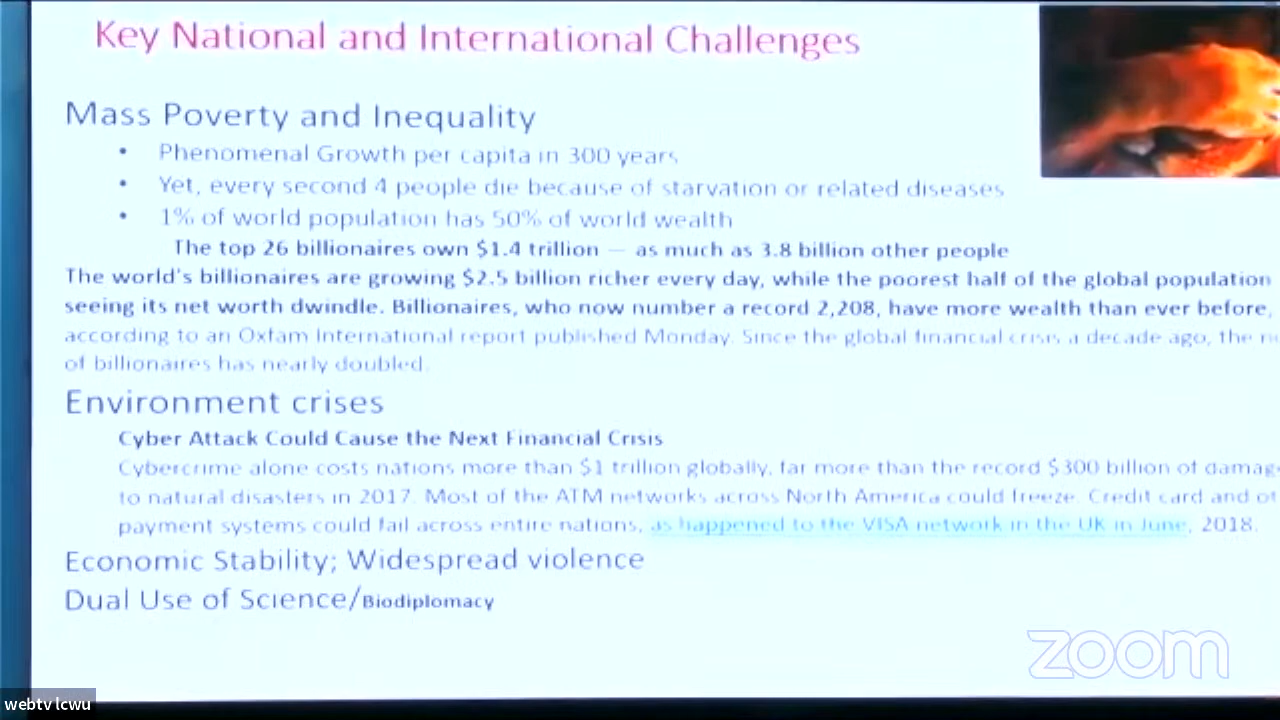 Key National and International Challenges
Mass Poverty and Inequality
• Phenomenal Growth per capita in 300 years
• Yet, every second 4 people die because of starvation or related diseases
• 1% of world population has 50% of world wealth
The top 26 billionaires own $1.4 trillion — as much as 3.8 billion other people
The world's billionaires are growing $2.5 billion richer every day, while the poorest half of the global population
seeing its net worth dwindle. Billionaires, who now number a record 2,208, have more wealth than ever before,
according to an Oxfam International report published Monday. Since the global financial crisis a decade ago, the
of billionaires has nearly doubled.
Environment crises
Cyber Attack Could Cause the Next Financial Crisis
Cybercrime alone costs nations more than $1 trillion globally, far more than the record $300 billion of damag
to natural disasters in 2017. Most of the ATM networks across North America could freeze. Credit card and
payment systems could fail across entire nations, as happened to the VISA network in the UK in June, 2018.
Economic Stability; Widespread violence
Dual Use of Science/Biodiplomacy
zoom
webtv lcwu